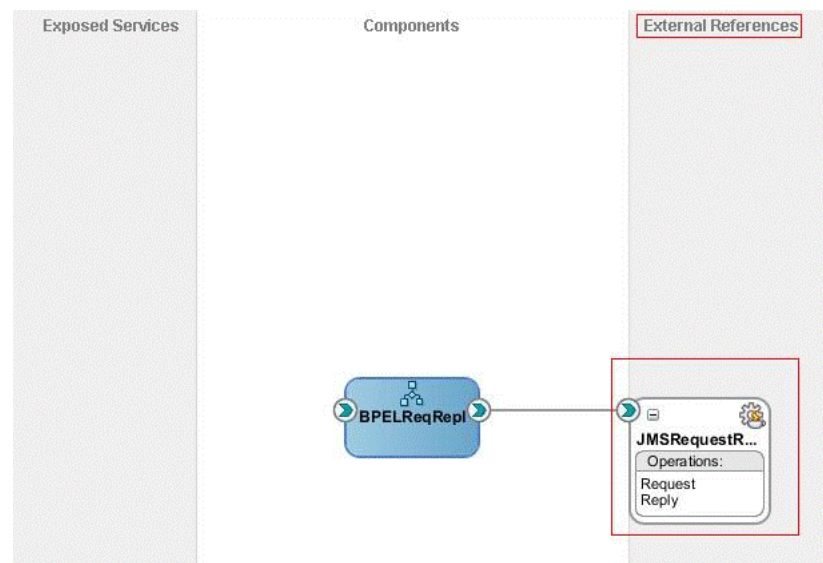 Exposed Services
Components
External References
BPELReqRepl
JMSRequestR...
Operations:
Request
Reply